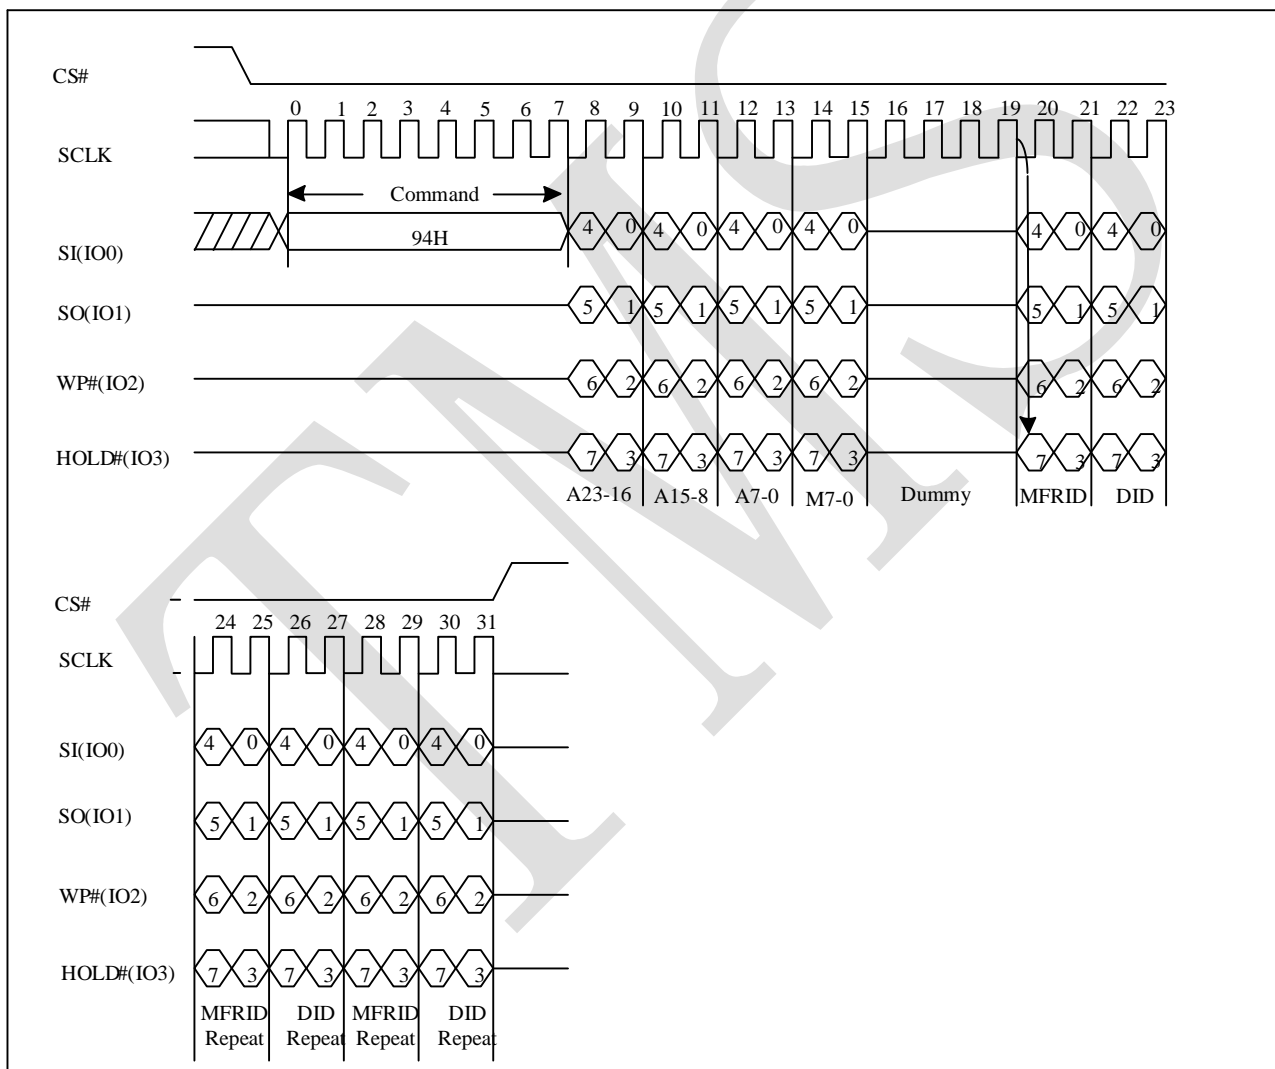 CS#
0 1 2 3 4 5 6 7 8 9 10 11 12 13 14 15 16 17 18 19 20 21 22 23
SCLK
Command
94H
SI(IO0)
4 0 4 0 4 0 4 0 4 0 4 0
SO(IO1)
5 1 5 1 5 1 5 1 5 1 5 1
WP#(IO2)
6 2 6 2 6 2 6 2 6 2 6 2
HOLD#(IO3)
7 3 7 3 7 3 7 3 7 3 7 3
A23-16 A15-8 A7-0 M7-0 Dummy MFRID DID
CS#
24 25 26 27 28 29 30 31
SCLK
SI(IO0)
4 0 4 0 4 0 4 0
SO(IO1)
5 1 5 1 5 1 5 1
WP#(IO2)
6 2 6 2 6 2 6 2
HOLD#(IO3)
7 3 7 3 7 3 7 3
MFRID DID MFRID DID
Repeat Repeat Repeat Repeat
TMS